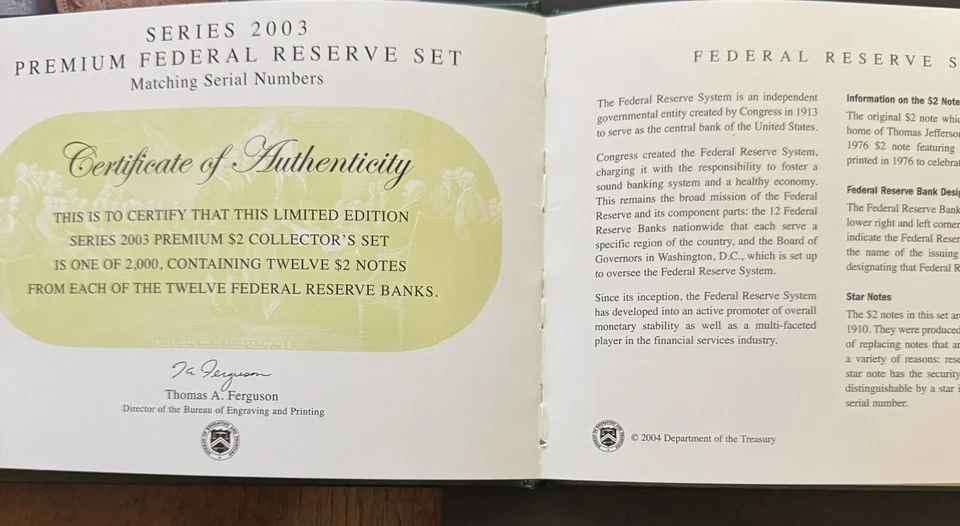 SERIES 2003
PREMIUM FEDERAL RESERVE SET
Matching Serial Numbers
Certificate of Authenticity
THIS IS TO CERTIFY THAT THIS LIMITED EDITION
SERIES 2003 PREMIUM $2 COLLECTOR'S SET
IS ONE OF 2,000, CONTAINING TWELVE $2 NOTES
FROM EACH OF THE TWELVE FEDERAL RESERVE BANKS.
T A Ferguson
Thomas A. Ferguson
Director of the Bureau of Engraving and Printing
FEDERAL RESERVE S
The Federal Reserve System is an independent
governmental entity created by Congress in 1913
to serve as the central bank of the United States.
Congress created the Federal Reserve System,
charging it with the responsibility to foster a
sound banking system and a healthy economy.
This remains the broad mission of the Federal
Reserve and its component parts: the 12 Federal
Reserve Banks nationwide that each serve a
specific region of the country, and the Board of
Governors in Washington, D.C., which is set up
to oversee the Federal Reserve System.
Since its inception, the Federal Reserve System
has developed into an active promoter of overall
monetary stability as well as a multi-faceted
player in the financial services industry.
© 2004 Department of the Treasury
Information on the $2 Note
The original $2 note whic
home of Thomas Jefferso
1976 $2 note featuring
printed in 1976 to celebrat
Federal Reserve Bank Desig
The Federal Reserve Bank
lower right and left corner
indicate the Federal Reser
the name of the issuing
designating that Federal R
Star Notes
The $2 notes in this set ar
1910. They were produced
of replacing notes that ar
a variety of reasons: rese
star note has the security
distinguishable by a star i
serial number.